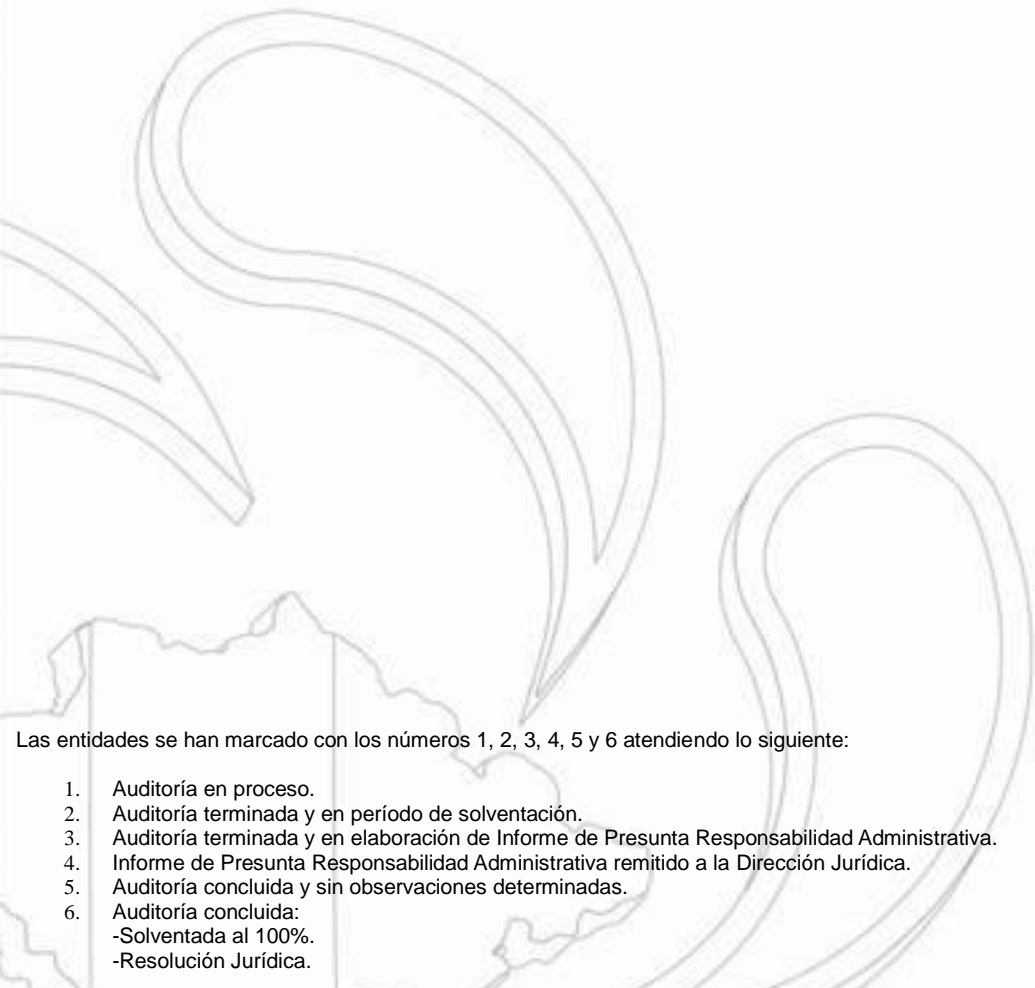 Las entidades se han marcado con los números 1, 2, 3, 4, 5 y 6 atendiendo lo siguiente:
1. Auditoría en proceso.
2. Auditoría terminada y en período de solventación.
3. Auditoría terminada y en elaboración de Informe de Presunta Responsabilidad Administrativa.
4. Informe de Presunta Responsabilidad Administrativa remitido a la Dirección Jurídica.
5. Auditoría concluida y sin observaciones determinadas.
6. Auditoría concluida:
-Solventada al 100%.
-Resolución Jurídica.